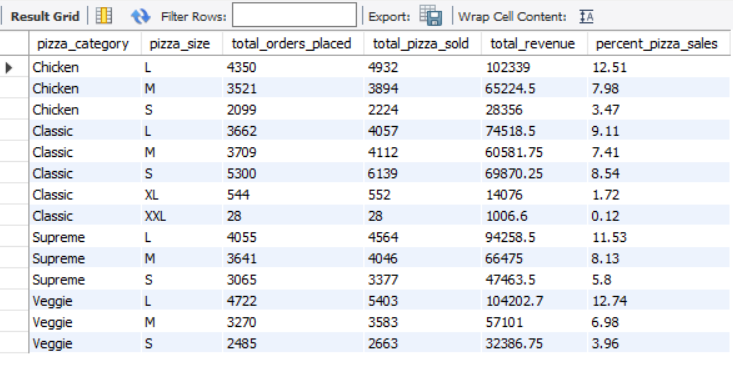 Result Grid Filter Rows: Export: Wrap Cell Content: IA
pizza_category pizza_size total_orders_placed total_pizza_sold total_revenue percent_pizza_sales
Chicken L 4350 4932 102339 12.51
Chicken M 3521 3894 65224.5 7.98
Chicken S 2099 2224 28356 3.47
Classic L 3662 4057 74518.5 9.11
Classic M 3709 4112 60581.75 7.41
Classic S 5300 6139 69870.25 8.54
Classic XL 544 552 14076 1.72
Classic XXL 28 28 1006.6 0.12
Supreme L 4055 4564 94258.5 11.53
Supreme M 3641 4046 66475 8.13
Supreme S 3065 3377 47463.5 5.8
Veggie L 4722 5403 104202.7 12.74
Veggie M 3270 3583 57101 6.98
Veggie S 2485 2663 32386.75 3.96